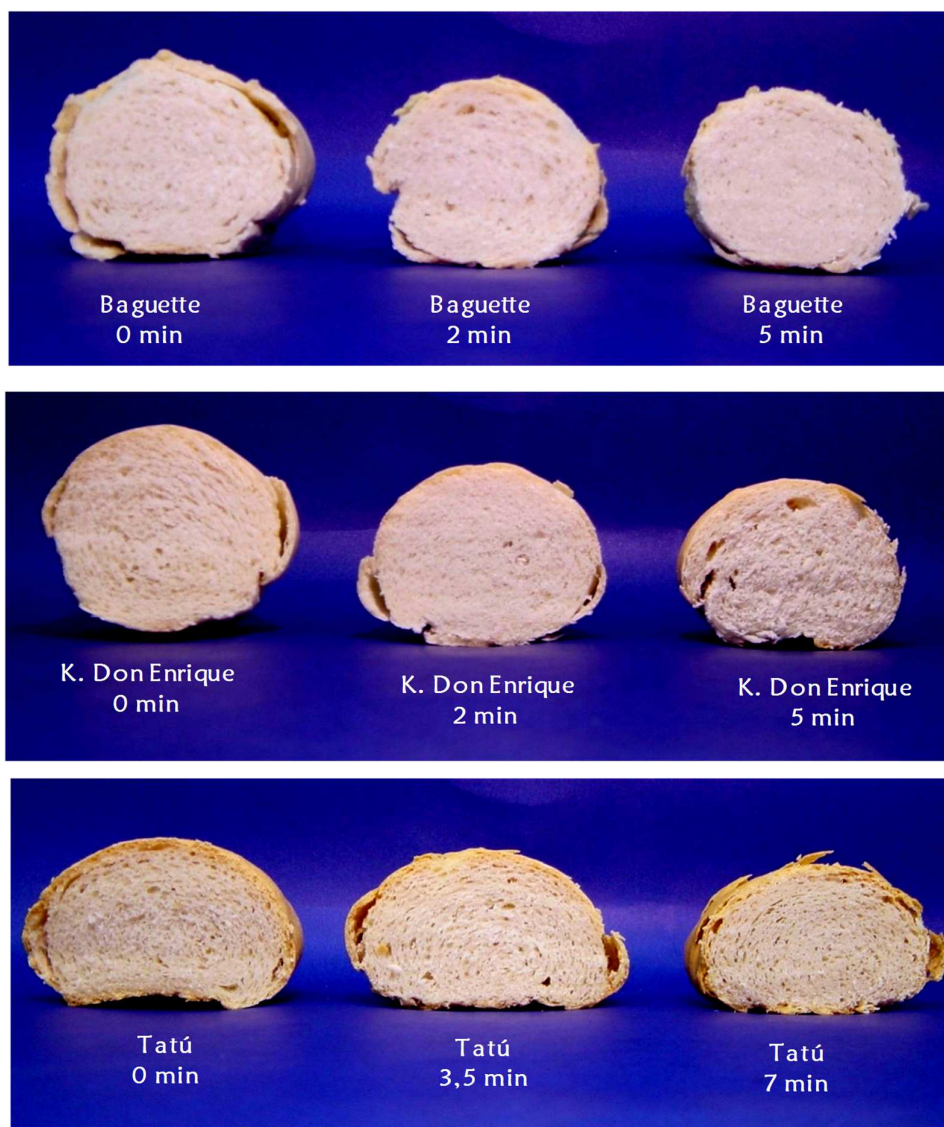 Baguette
0 min
Baguette
2 min
Baguette
5 min
K. Don Enrique
0 min
K. Don Enrique
2 min
K. Don Enrique
5 min
Tatú
0 min
Tatú
3,5 min
Tatú
7 min